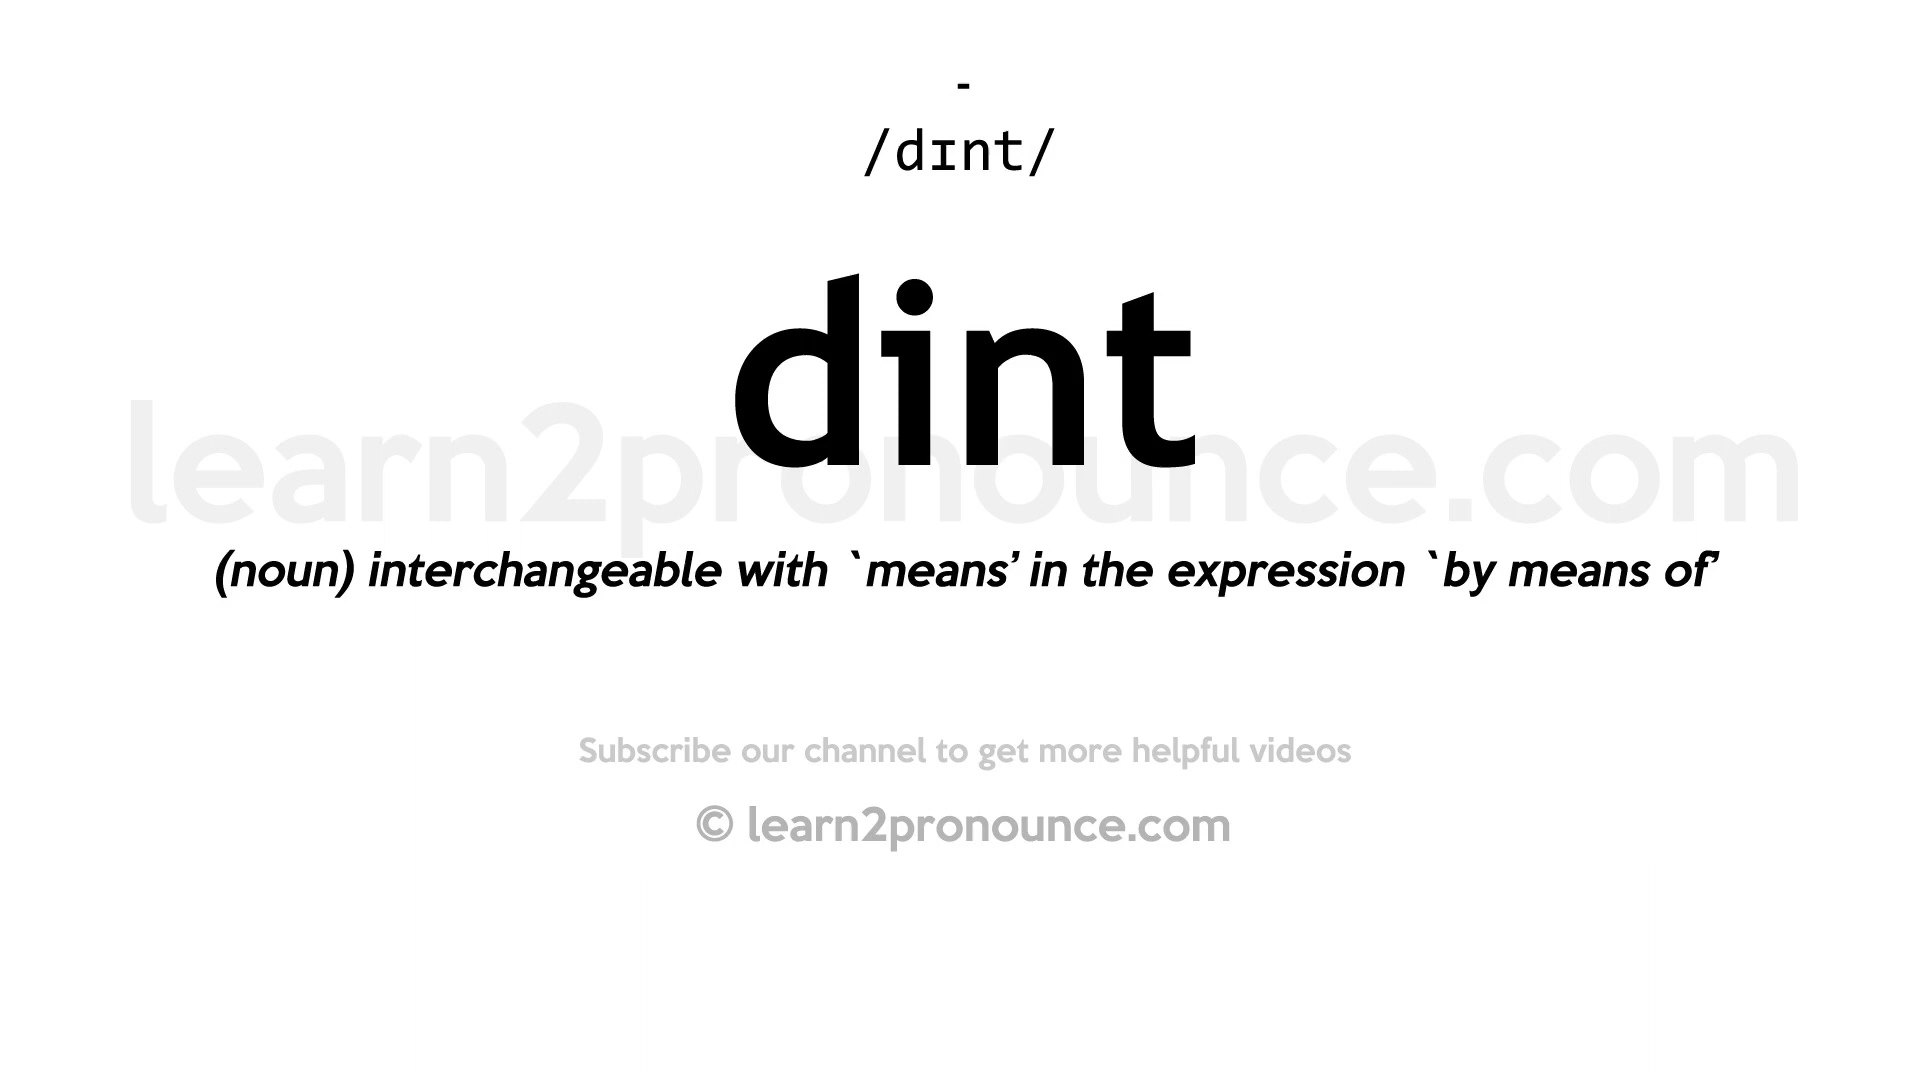 -
/dɪnt/
dint
learn2pronounce.com
(noun) interchangeable with `means’ in the expression `by means of’
Subscribe our channel to get more helpful videos
© learn2pronounce.com